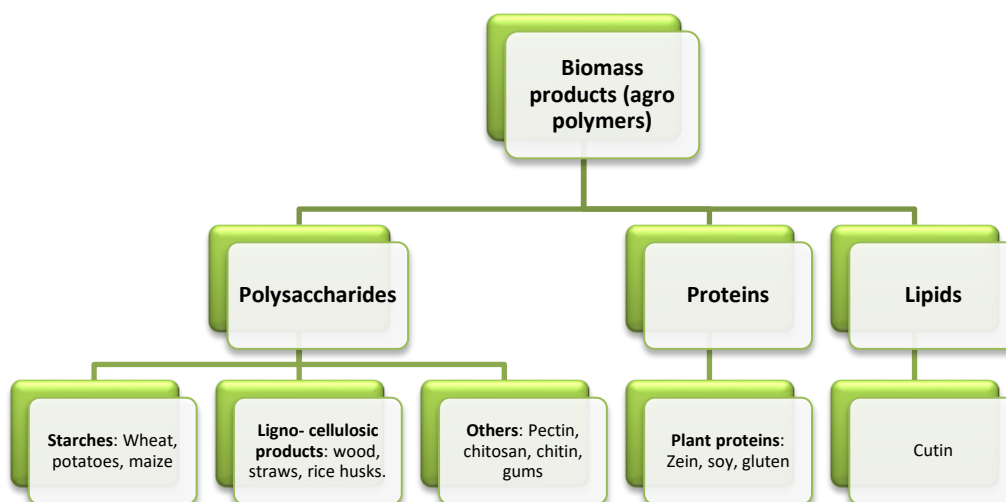 Biomass
products (agro
polymers)
Polysaccharides
Proteins
Lipids
Starches: Wheat,
potatoes, maize
Ligno- cellulosic
products: wood,
straws, rice husks.
Others: Pectin,
chitosan, chitin,
gums
Plant proteins:
Zein, soy, gluten
Cutin